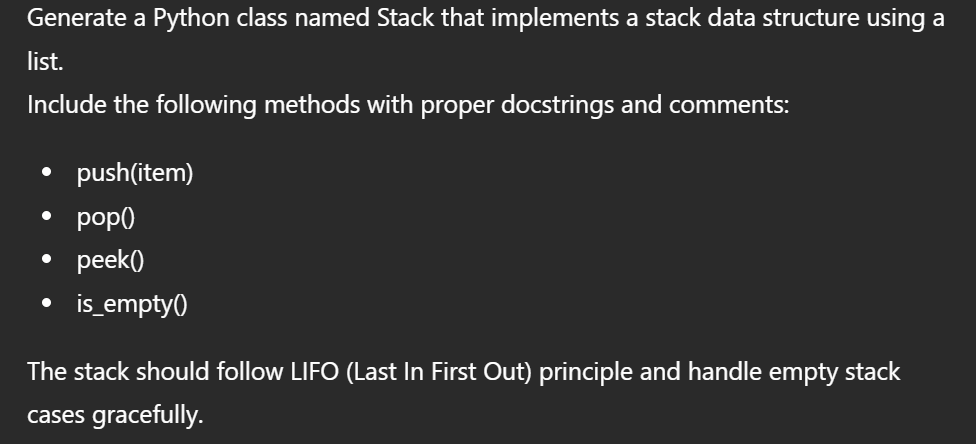 Generate a Python class named Stack that implements a stack data structure using a
list.
Include the following methods with proper docstrings and comments:
• push(item)
• pop()
• peek()
• is_empty()
The stack should follow LIFO (Last In First Out) principle and handle empty stack
cases gracefully.